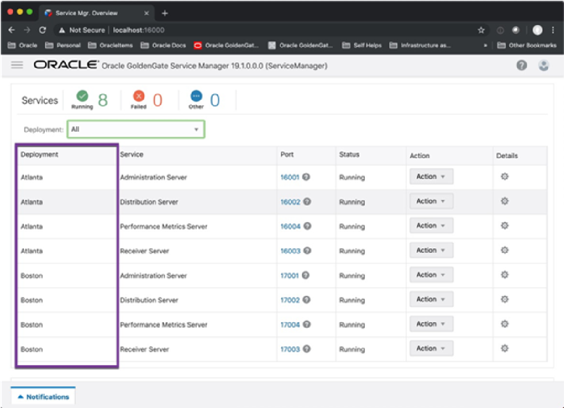 Service Mgr. Overview
Not Secure | localhost:16000
Oracle Personal OracleItems Oracle Docs Oracle GoldenGat... Oracle GoldenGat... Self Helps Infrastructure as... » Other Bookmarks
ORACLE Oracle GoldenGate Service Manager 19.1.0.0.0 (ServiceManager)
Services Running 8 Failed 0 Other 0
Deployment: All
Deployment Service Port Status Action Details
Atlanta Administration Server 16001 Running Action
Atlanta Distribution Server 16002 Running Action
Atlanta Performance Metrics Server 16004 Running Action
Atlanta Receiver Server 16003 Running Action
Boston Administration Server 17001 Running Action
Boston Distribution Server 17002 Running Action
Boston Performance Metrics Server 17004 Running Action
Boston Receiver Server 17003 Running Action
Notifications